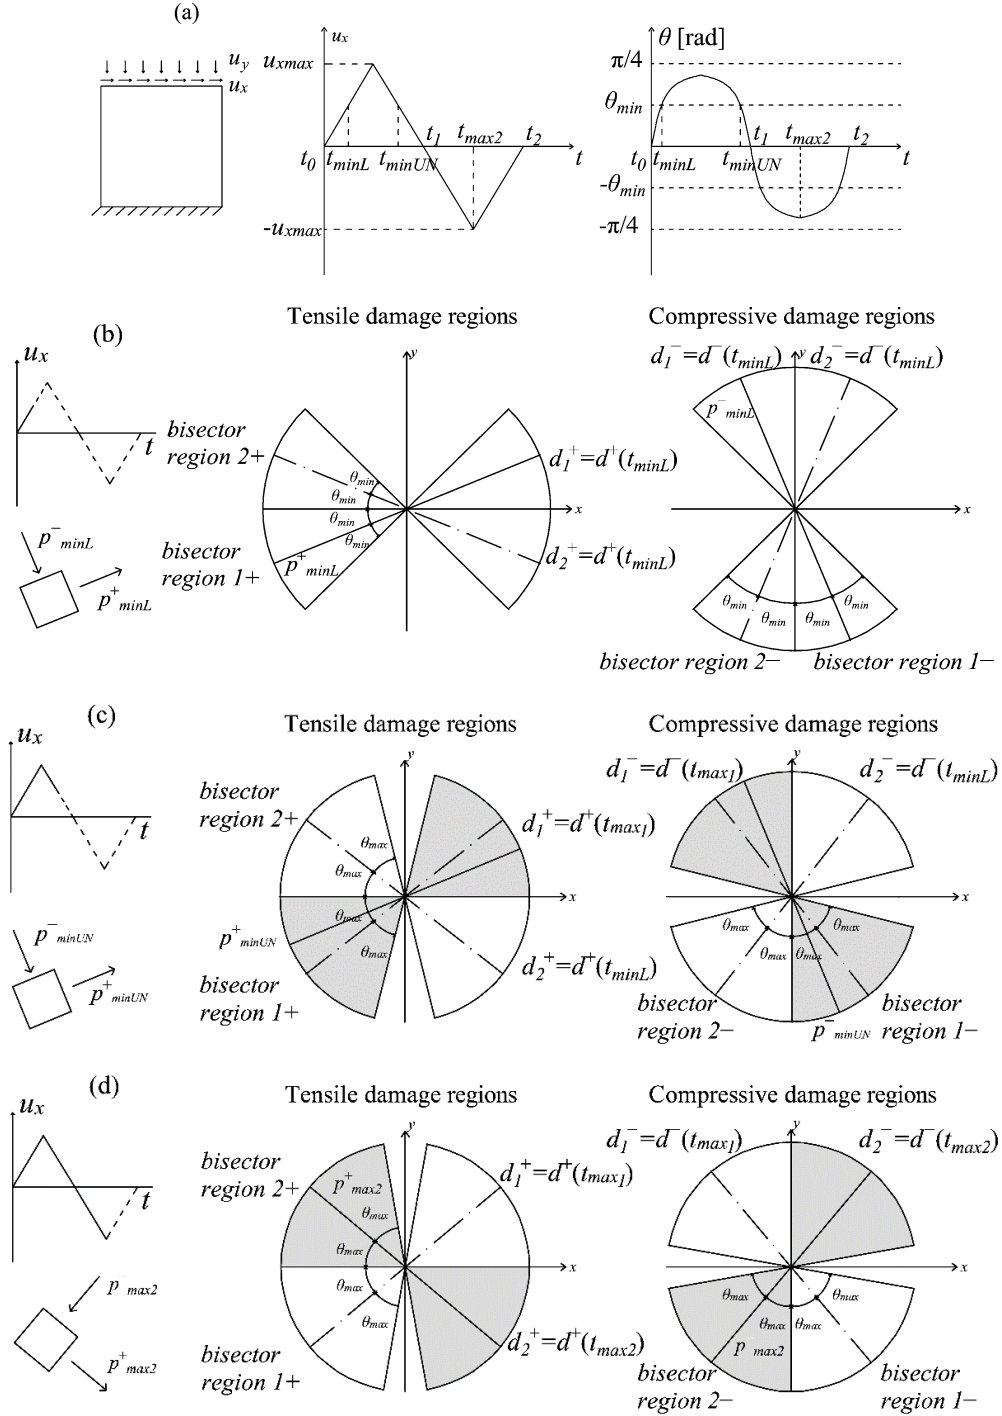 (a)
u_y
u_x
u_x
u_xmax
-u_xmax
t_0
t_minL
t_minUN
t_1
t_max2
t_2
t
θ [rad]
π/4
θ_min
-θ_min
-π/4
t_0
t_minL
t_minUN
t_1
t_max2
t_2
t
(b)
Tensile damage regions
Compressive damage regions
u_x
t
p^-_minL
p^+_minL
bisector
region 2+
bisector
region 1+
y
x
θ_min
θ_min
θ_min
θ_min
p^+_minL
d_1^+=d^+(t_minL)
d_2^+=d^+(t_minL)
d_1^-=d^-(t_minL)
y
d_2^-=d^-(t_minL)
p^-_minL
x
θ_min
θ_min
θ_min
θ_min
bisector region 2−
bisector region 1−
(c)
Tensile damage regions
Compressive damage regions
u_x
t
p^-_minUN
p^+_minUN
bisector
region 2+
p^+_minUN
bisector
region 1+
y
x
θ_max
θ_max
θ_max
θ_max
d_1^+=d^+(t_max1)
d_2^+=d^+(t_minL)
d_1^-=d^-(t_max1)
y
d_2^-=d^-(t_minL)
x
θ_max
θ_max
θ_max
θ_max
bisector
region 2−
p^-_minUN
bisector
region 1−
(d)
Tensile damage regions
Compressive damage regions
u_x
t
p_max2
p^+_max2
bisector
region 2+
bisector
region 1+
y
x
p^+_max2
θ_max
θ_max
θ_max
θ_max
d_1^+=d^+(t_max1)
d_2^+=d^+(t_max2)
d_1^-=d^-(t_max1)
y
d_2^-=d^-(t_max2)
x
θ_max
θ_max
θ_max
θ_max
p^-_max2
bisector
region 2−
bisector
region 1−